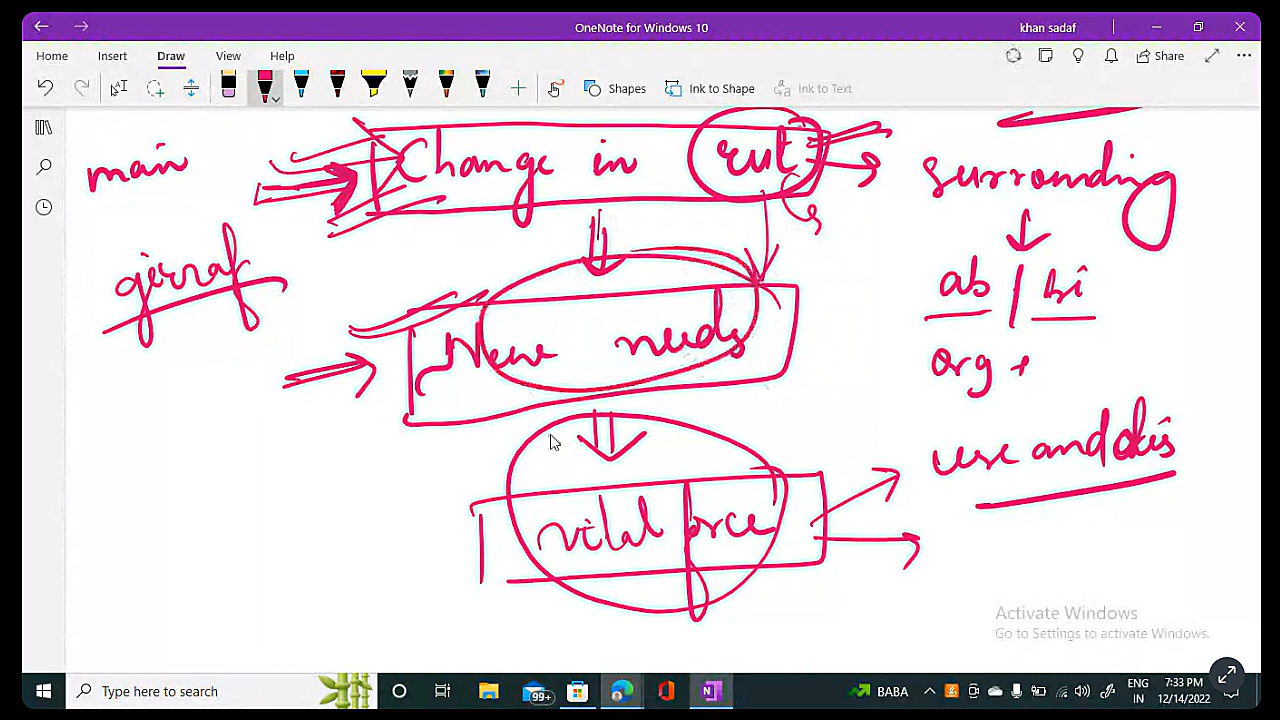 OneNote for Windows 10
khan sadaf
Home Insert Draw View Help
Share
Shapes
Ink to Shape
Ink to Text
main
Change in
surrounding
girraf
ab / bi
New needs
org +
use and dis
vital force
Activate Windows
Go to Settings to activate Windows.
Type here to search
99+
BABA
ENG
IN
7:33 PM
12/14/2022